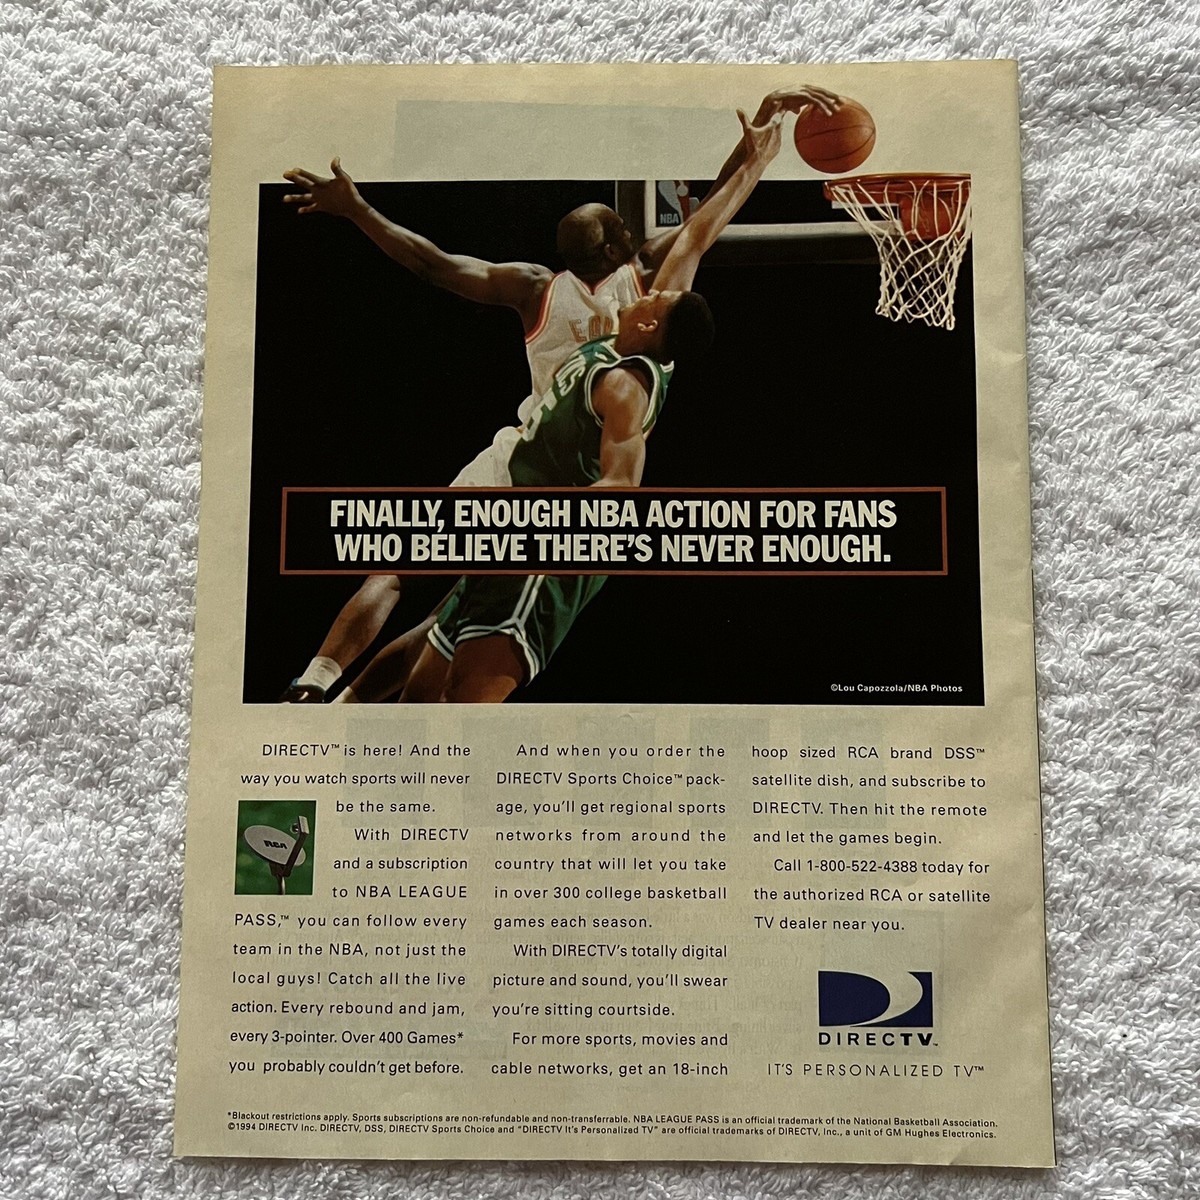 NBA
FINALLY, ENOUGH NBA ACTION FOR FANS
WHO BELIEVE THERE'S NEVER ENOUGH.
©Lou Capozzola/NBA Photos
DIRECTV™ is here! And the
way you watch sports will never
be the same.
With DIRECTV
and a subscription
to NBA LEAGUE
PASS,™ you can follow every
team in the NBA, not just the
local guys! Catch all the live
action. Every rebound and jam,
every 3-pointer. Over 400 Games*
you probably couldn't get before.
RCA
And when you order the
DIRECTV Sports Choice™ pack-
age, you'll get regional sports
networks from around the
country that will let you take
in over 300 college basketball
games each season.
With DIRECTV's totally digital
picture and sound, you'll swear
you're sitting courtside.
For more sports, movies and
cable networks, get an 18-inch
hoop sized RCA brand DSS™
satellite dish, and subscribe to
DIRECTV. Then hit the remote
and let the games begin.
Call 1-800-522-4388 today for
the authorized RCA or satellite
TV dealer near you.
DIRECTV™
IT'S PERSONALIZED TV™
*Blackout restrictions apply. Sports subscriptions are non-refundable and non-transferrable. NBA LEAGUE PASS is an official trademark of the National Basketball Association.
©1994 DIRECTV Inc. DIRECTV, DSS, DIRECTV Sports Choice and "DIRECTV It's Personalized TV" are official trademarks of DIRECTV, Inc., a unit of GM Hughes Electronics.